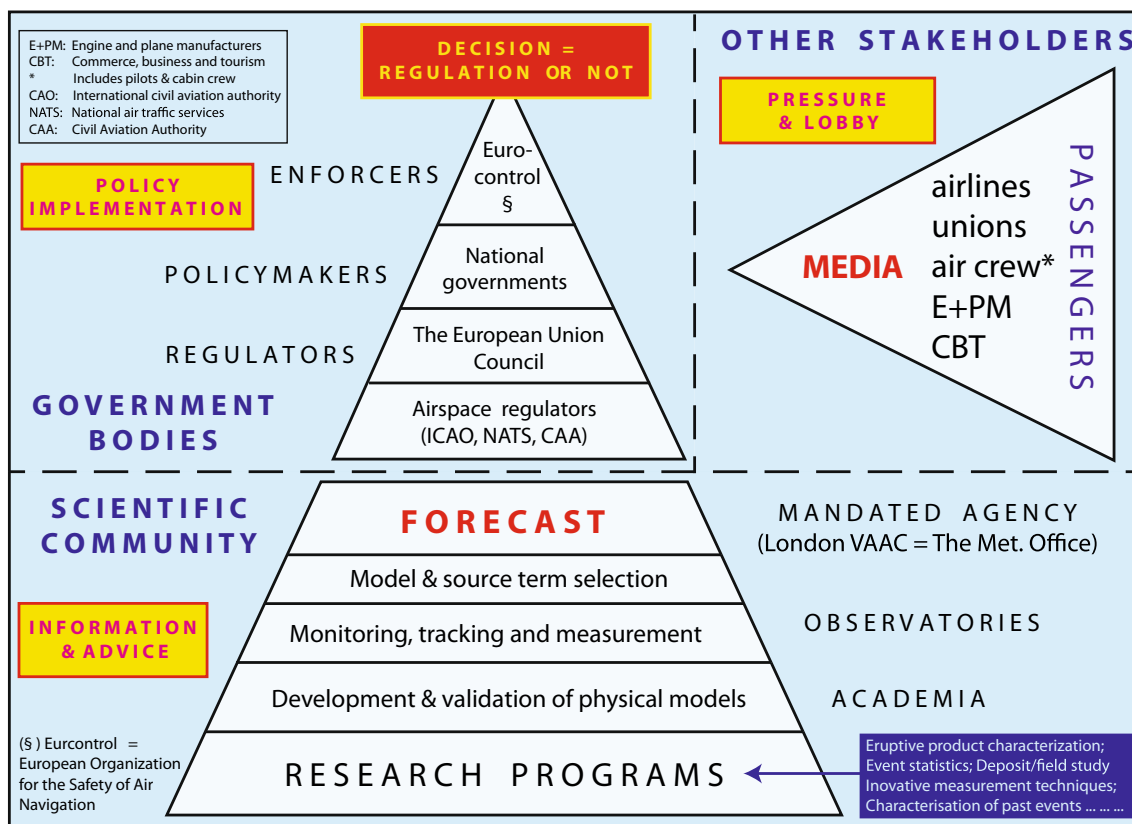 E+PM: Engine and plane manufacturers
CBT: Commerce, business and tourism
* Includes pilots & cabin crew
CAO: International civil aviation authority
NATS: National air traffic services
CAA: Civil Aviation Authority
DECISION =
REGULATION OR NOT
POLICY
IMPLEMENTATION
ENFORCERS
Euro-
control
§
POLICYMAKERS
National
governments
REGULATORS
The European Union
Council
GOVERNMENT
BODIES
Airspace regulators
(ICAO, NATS, CAA)
OTHER STAKEHOLDERS
PRESSURE
& LOBBY
MEDIA
airlines
unions
air crew*
E+PM
CBT
PASSENGERS
SCIENTIFIC
COMMUNITY
FORECAST
MANDATED AGENCY
(London VAAC = The Met. Office)
Model & source term selection
INFORMATION
& ADVICE
Monitoring, tracking and measurement
OBSERVATORIES
Development & validation of physical models
ACADEMIA
(§ ) Eurcontrol =
European Organization
for the Safety of Air
Navigation
RESEARCH PROGRAMS
Eruptive product characterization;
Event statistics; Deposit/field study
Inovative measurement techniques;
Characterisation of past events ... ... ...